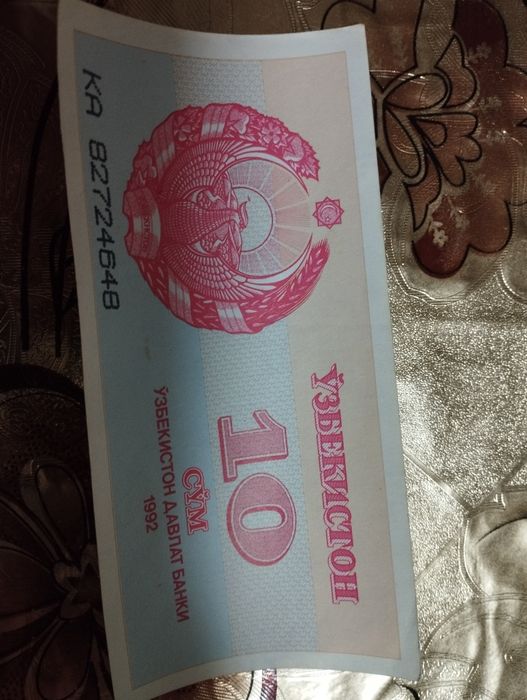 ЎЗБЕКИСТОН
10
СЎМ
ЎЗБЕКИСТОН ДАВЛАТ БАНКИ
1992
КА 82724648